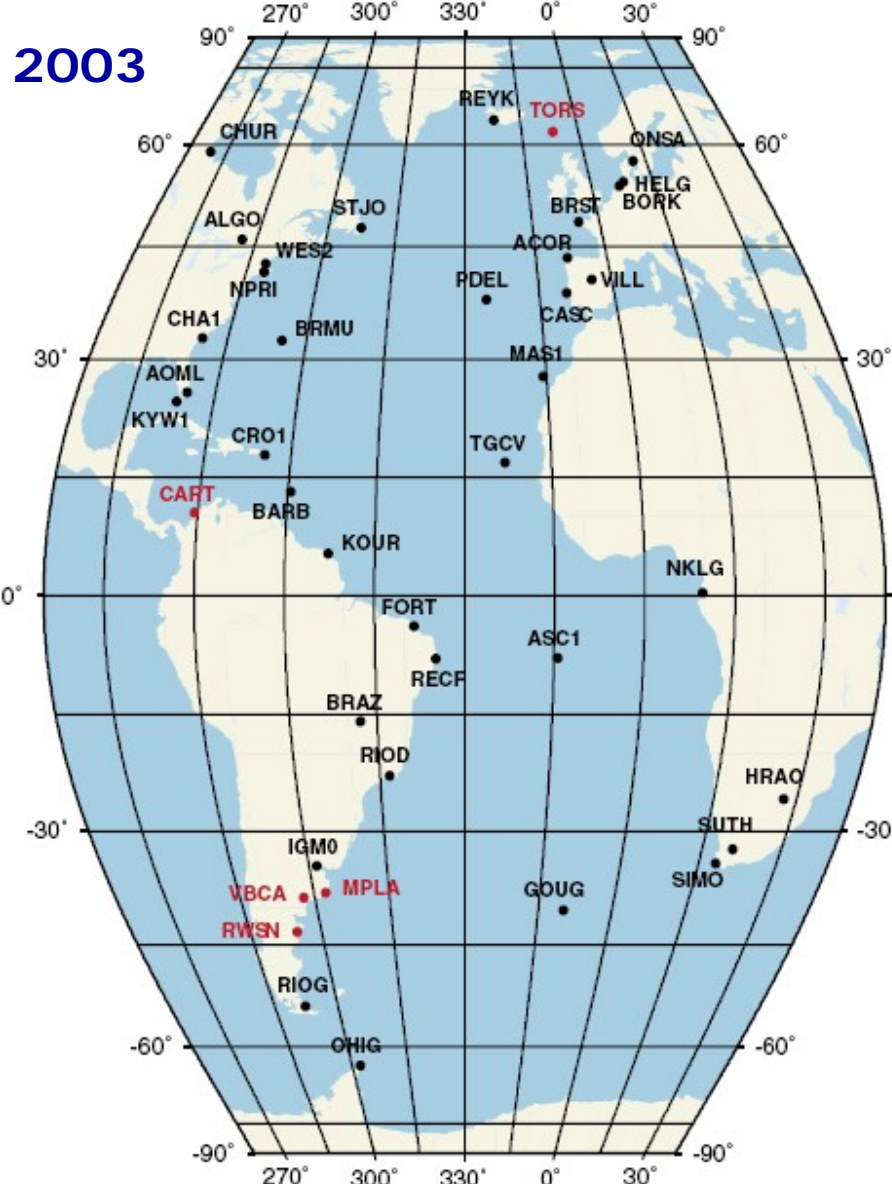 270˚ 300˚ 330˚ 0˚ 30˚
90˚ 90˚
2003
REYK
TORS
CHUR
60˚ 60˚
ONSA
HELG
BORK
STJO
BRST
ALGO
ACOR
WES2
PDEL
VILL
NPRI
CASC
CHA1
BRMU
MAS1
30˚ 30˚
AOML
KYW1
CRO1
TGCV
CART
BARB
KOUR
NKLG
0˚
FORT
ASC1
RECF
BRAZ
RIOD
HRAO
SUTH
-30˚ -30
IGM0
SIMO
VBCA
MPLA
GOUG
RWSN
RIOG
OHIG
-60˚ -60˚
-90˚ -90˚
270˚ 300˚ 330˚ 0˚ 30˚